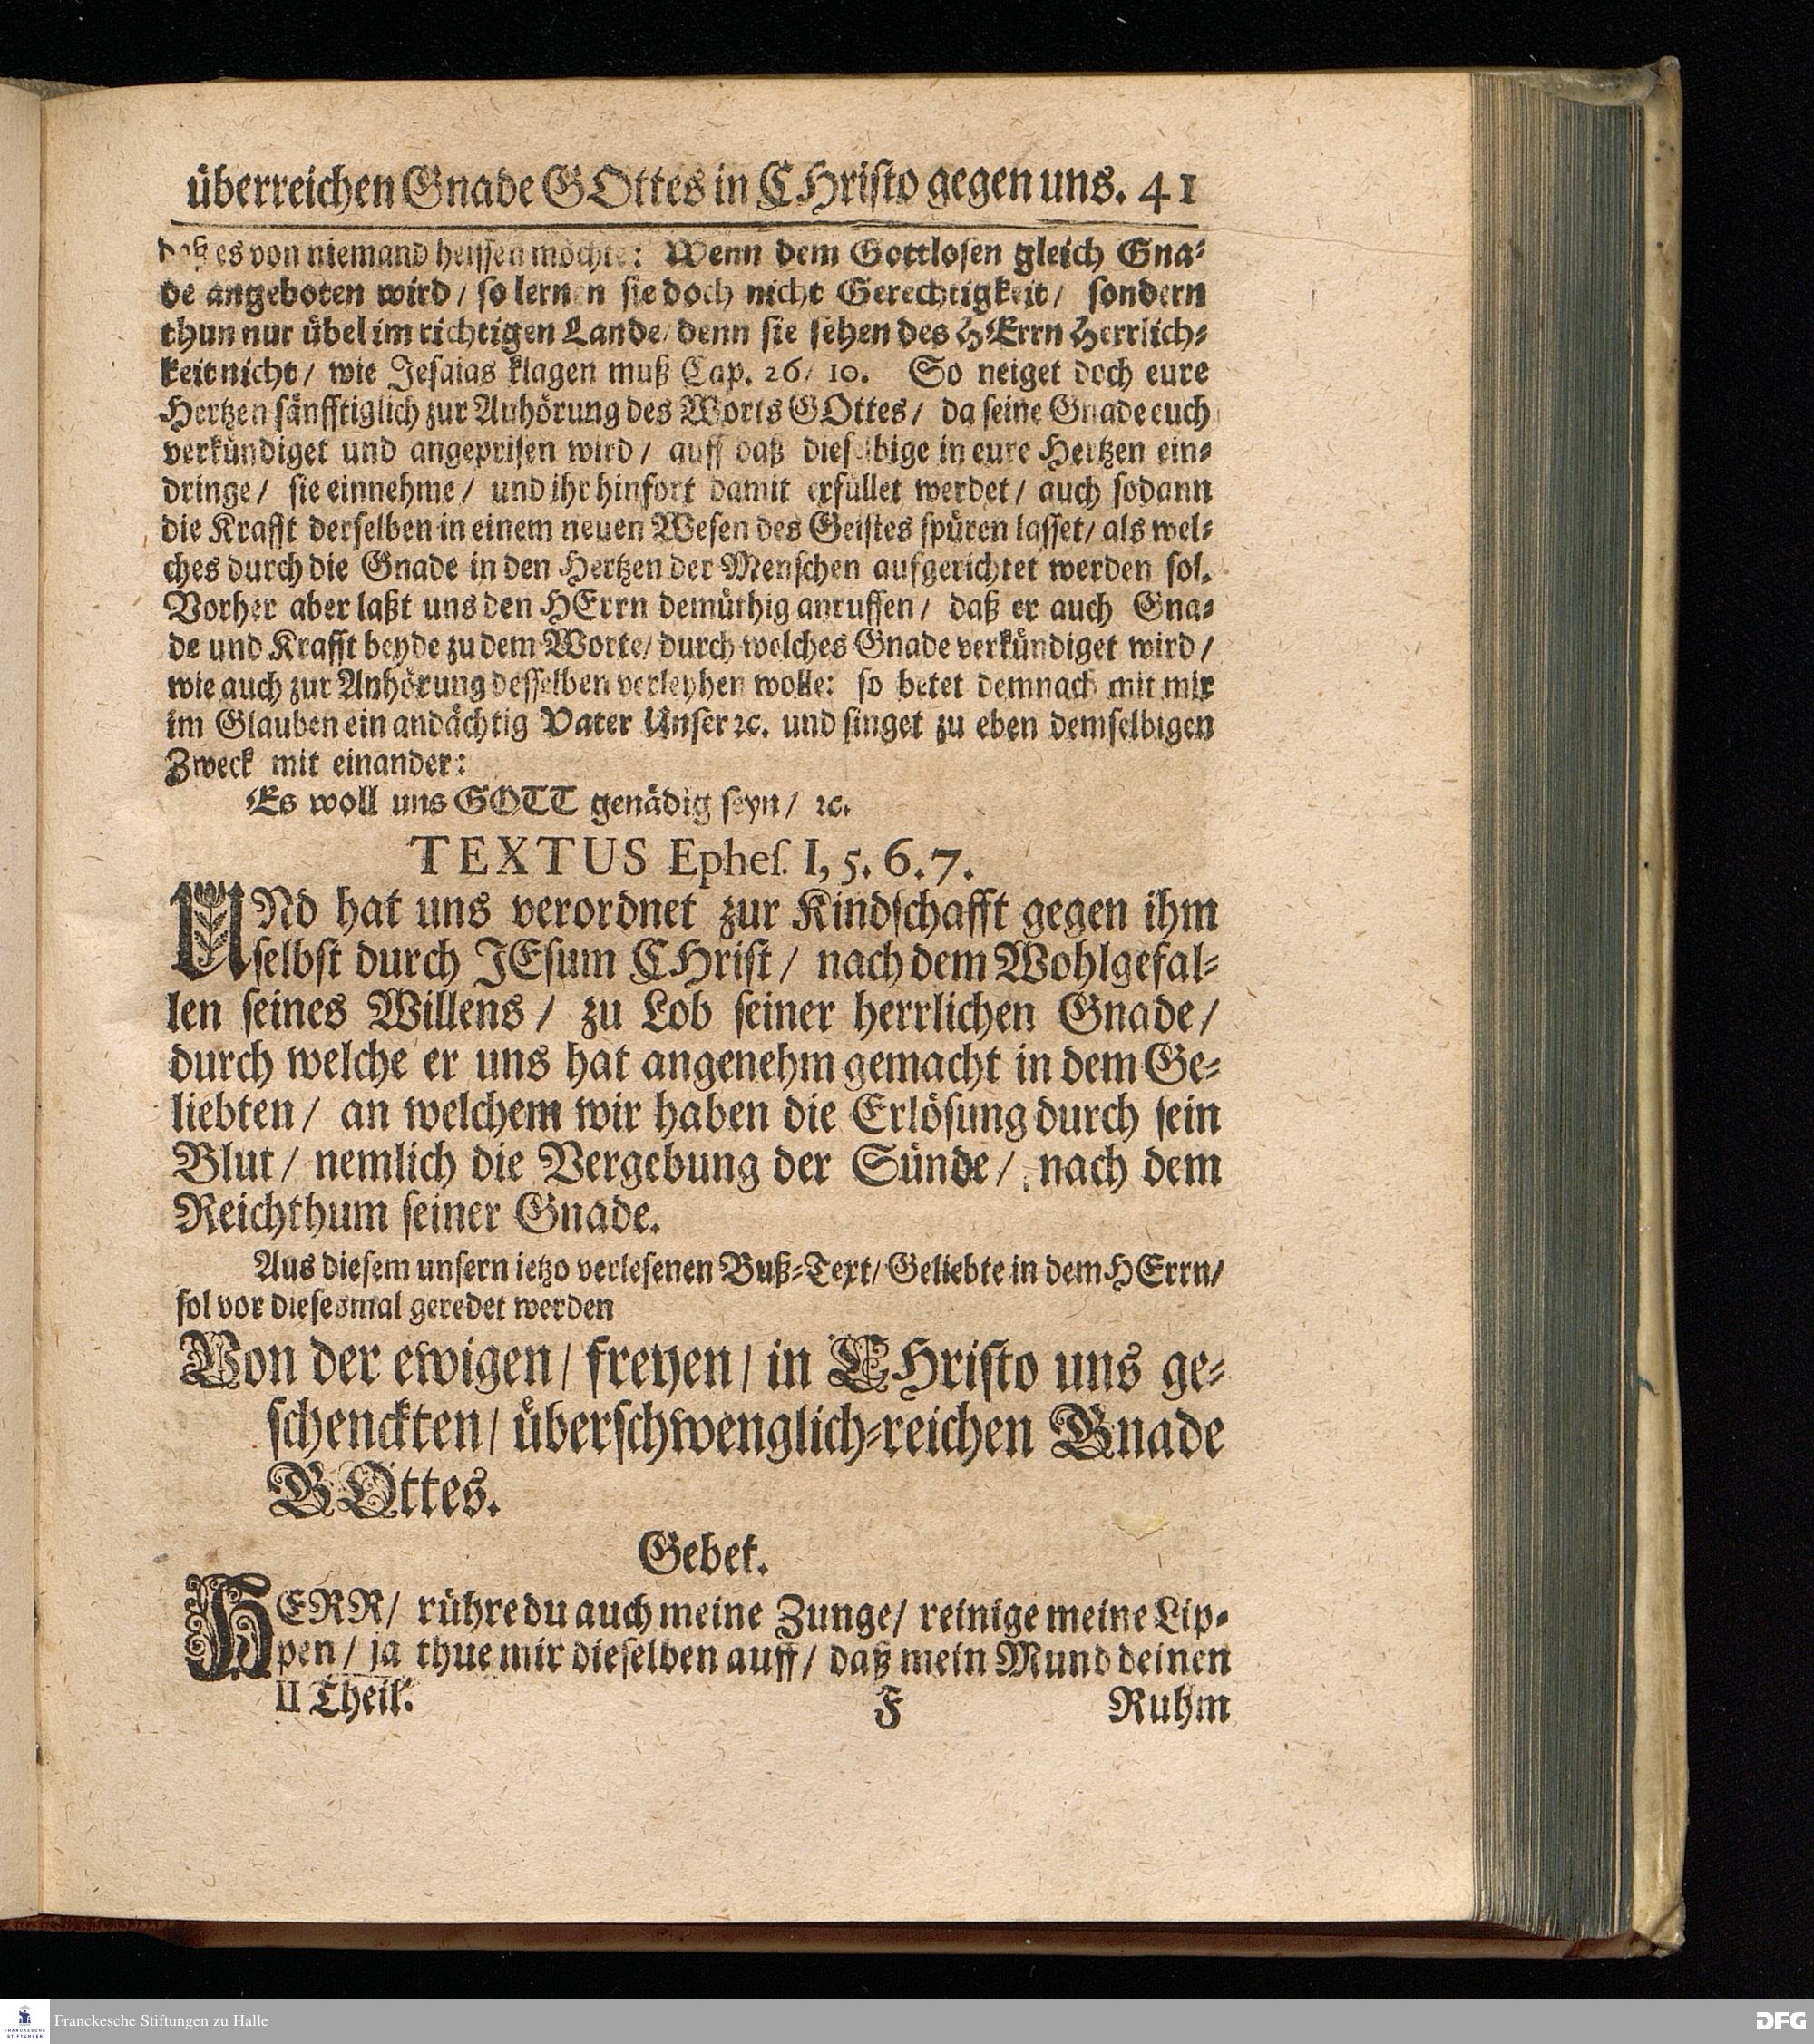 überreichen Gnade GOttes in CHristo gegen uns. 41
daß es von niemand heissen möchte: Wenn dem Gottlosen gleich Gna-
de angeboten wird / so lernen sie doch nicht Gerechtigkeit / sondern
thun nur übel im richtigen Lande / denn sie sehen des HErrn Herrlich-
keit nicht / wie Jesaias klagen muß Cap. 26 / 10. So neiget doch eure
Hertzen sänfftiglich zur Anhörung des Worts GOttes / da seine Gnade euch
verkündiget und angeprisen wird / auff daß dieselbige in eure Hertzen ein-
dringe / sie einnehme / und ihr hinfort damit erfüllet werdet / auch sodann
die Krafft derselben in einem neuen Wesen des Geistes spüren lasset / als wel-
ches durch die Gnade in den Hertzen der Menschen aufgerichtet werden sol.
Vorher aber laßt uns den HErrn demüthig anruffen / daß er auch Gna-
de und Krafft beyde zu dem Worte / durch welches Gnade verkündiget wird /
wie auch zur Anhörung desselben verleyhen wolle: so betet demnach mit mir
im Glauben ein andächtig Vater Unser ꝛc. und singet zu eben demselbigen
Zweck mit einander:
Es woll uns GOTT genädig seyn / ꝛc.
TEXTUS Epheſ. I, 5. 6. 7.
UNd hat uns verordnet zur Kindschafft gegen ihm
selbst durch JEsum CHrist / nach dem Wohlgefal-
len seines Willens / zu Lob seiner herrlichen Gnade /
durch welche er uns hat angenehm gemacht in dem Ge-
liebten / an welchem wir haben die Erlösung durch sein
Blut / nemlich die Vergebung der Sünde / nach dem
Reichthum seiner Gnade.
Aus diesem unsern ietzo verlesenen Buß-Text / Geliebte in dem HErrn /
sol vor diesesmal geredet werden
Von der ewigen / freyen / in CHristo uns ge-
schenckten / überschwenglich-reichen Gnade
GOttes.
Gebet.
HERR / rühre du auch meine Zunge / reinige meine Lip-
pen / ja thue mir dieselben auff / daß mein Mund deinen
II Theil. F Ruhm
Franckesche Stiftungen zu Halle
FRANCKESCHE
STIFTUNGEN
DFG